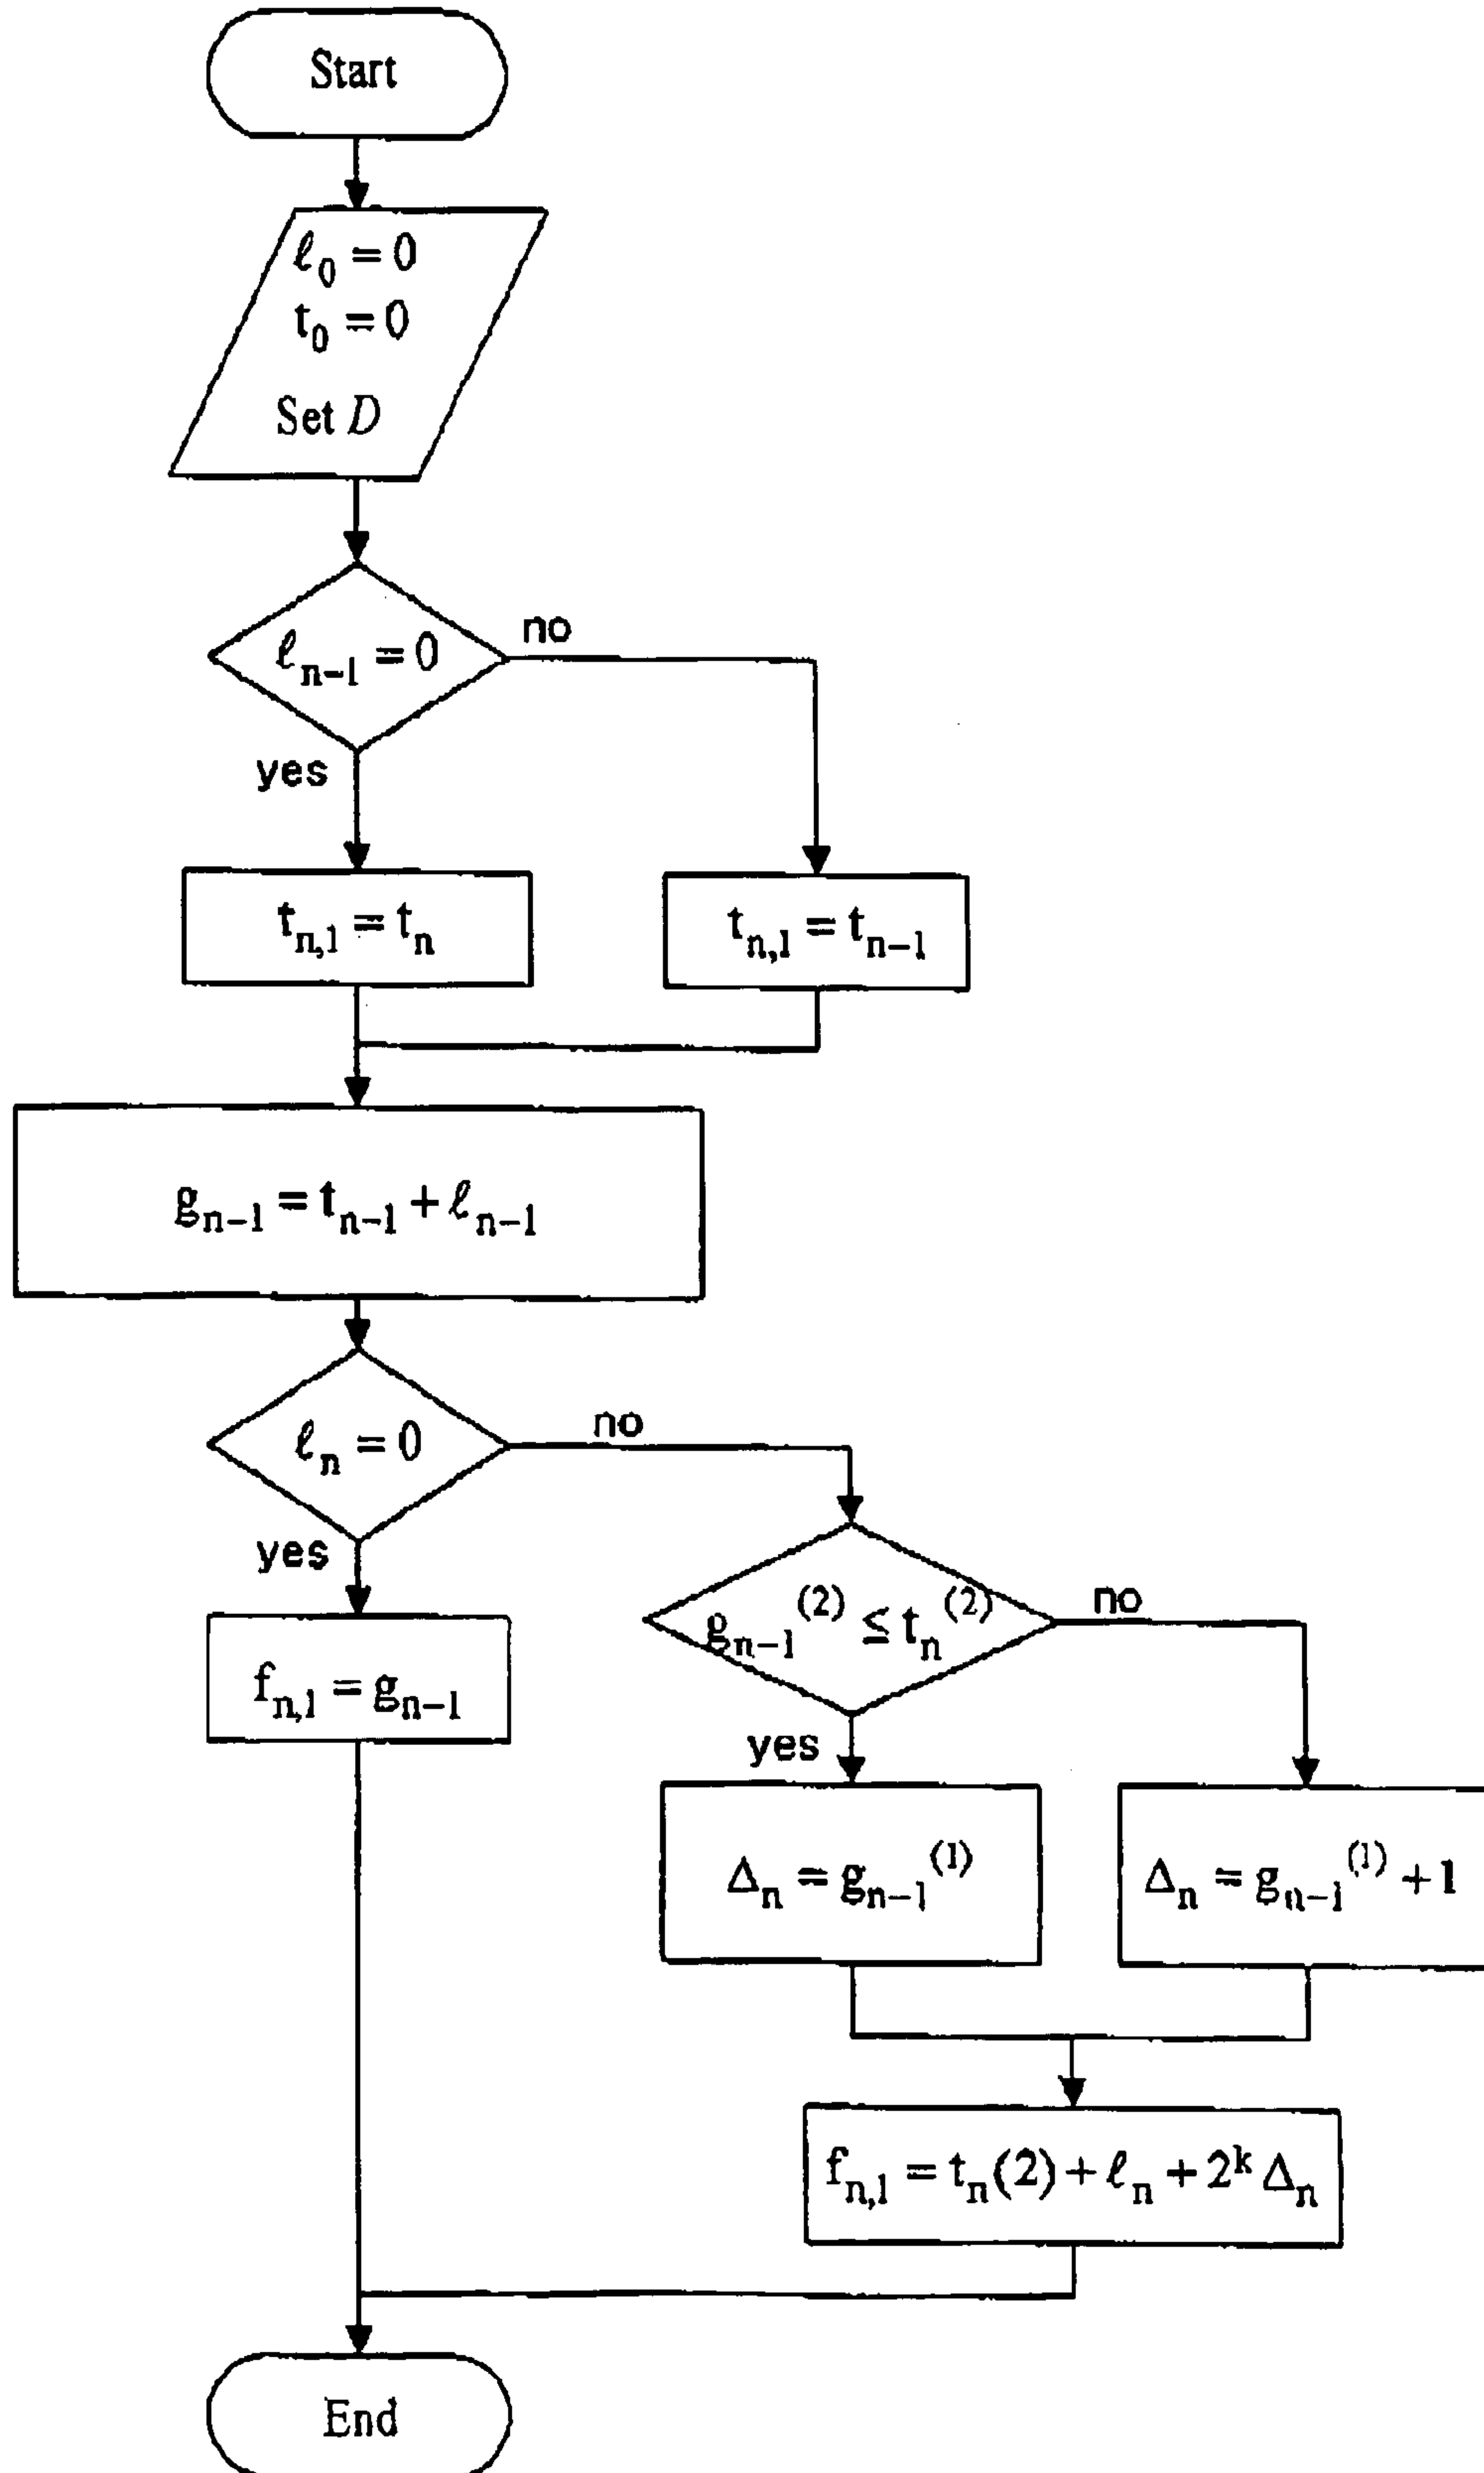 Start
ℓ₀ = 0
t₀ = 0
Set D
ℓₙ₋₁ = 0
no
yes
tₙ,₁ = tₙ
tₙ,₁ = tₙ₋₁
gₙ₋₁ = tₙ₋₁ + ℓₙ₋₁
ℓₙ = 0
no
yes
fₙ,₁ = gₙ₋₁
gₙ₋₁⁽²⁾ ≤ tₙ⁽²⁾
no
yes
Δₙ = gₙ₋₁⁽¹⁾
Δₙ = gₙ₋₁⁽¹⁾ + 1
fₙ,₁ = tₙ(2) + ℓₙ + 2ᵏ Δₙ
End